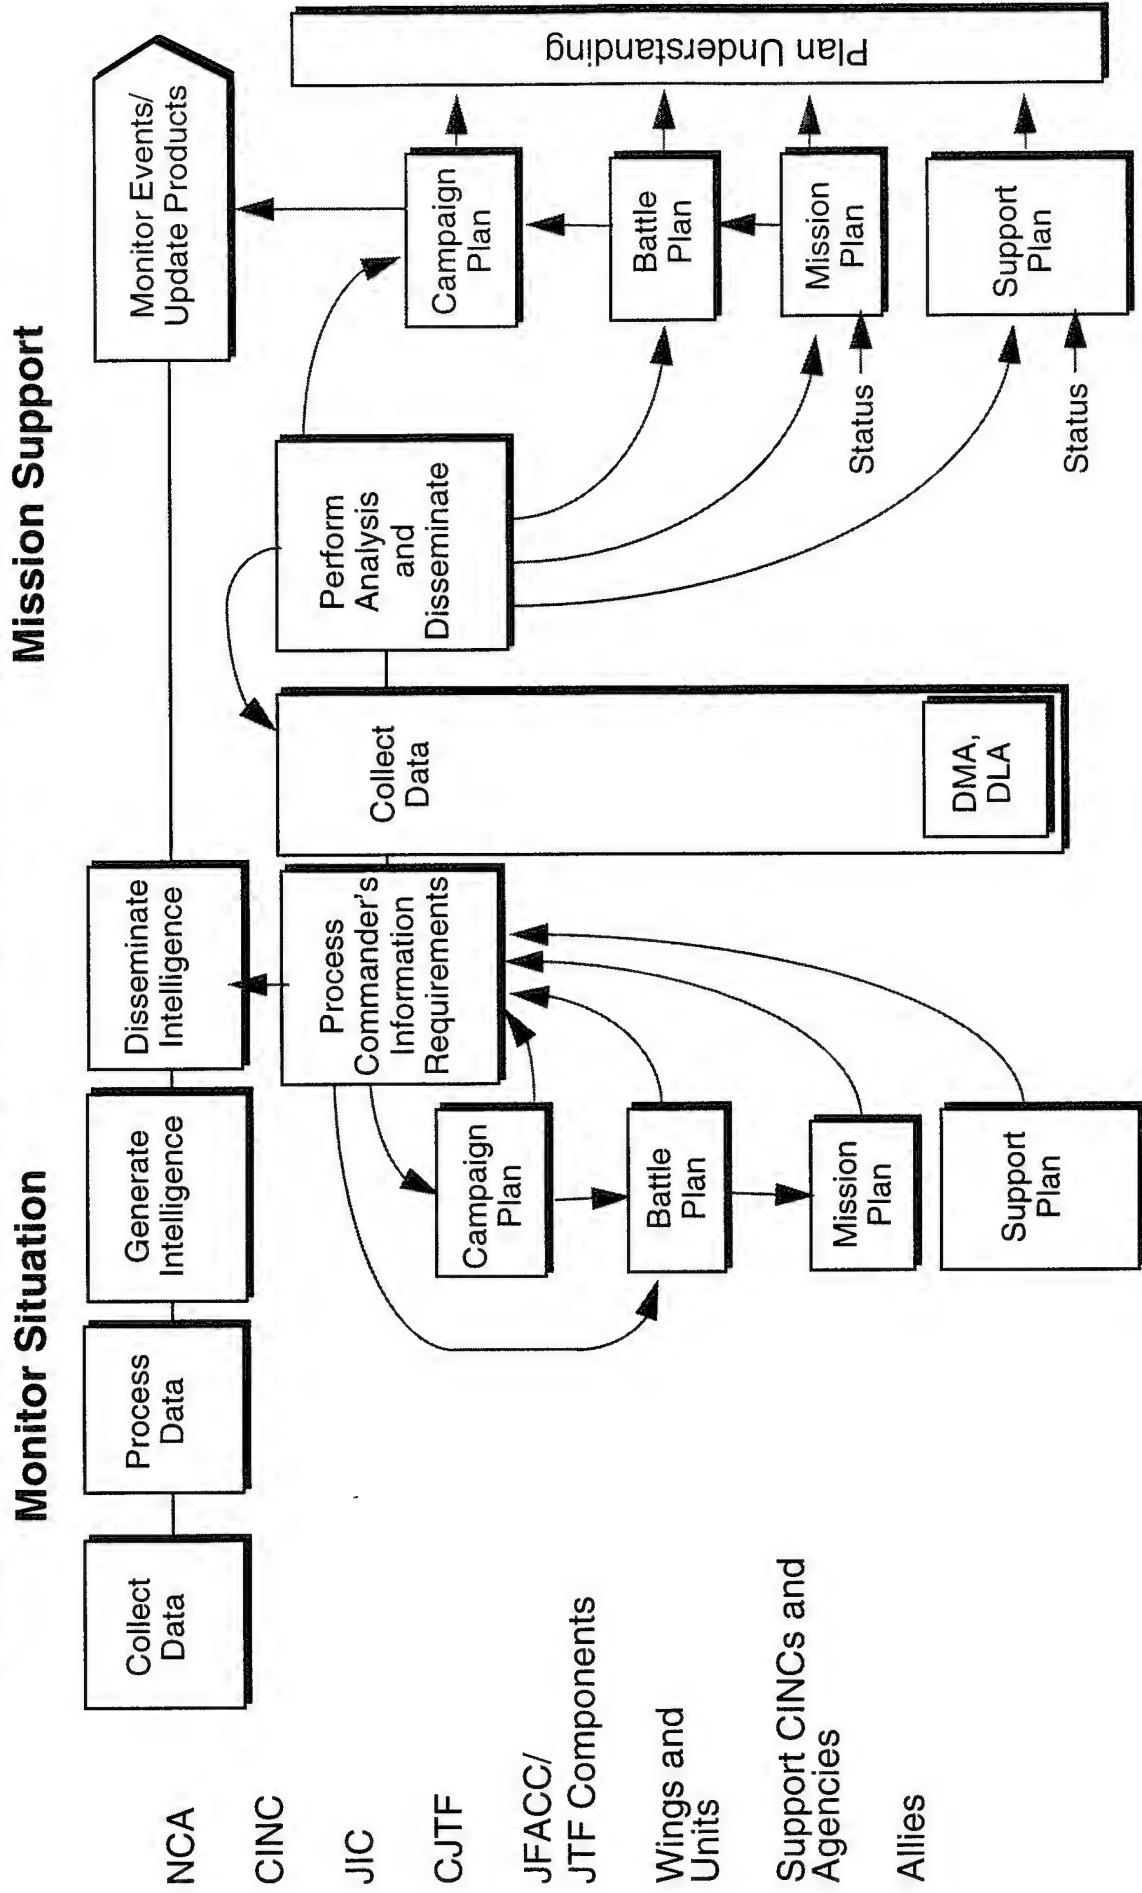 Monitor Situation
Mission Support
NCA
CINC
JIC
CJTF
JFACC/
JTF Components
Wings and
Units
Support CINCs and
Agencies
Allies
Collect
Data
Process
Data
Generate
Intelligence
Disseminate
Intelligence
Monitor Events/
Update Products
Process
Commander's
Information
Requirements
Campaign
Plan
Battle
Plan
Mission
Plan
Support
Plan
Collect
Data
DMA,
DLA
Perform
Analysis
and
Disseminate
Campaign
Plan
Battle
Plan
Mission
Plan
Support
Plan
Status
Status
Plan Understanding